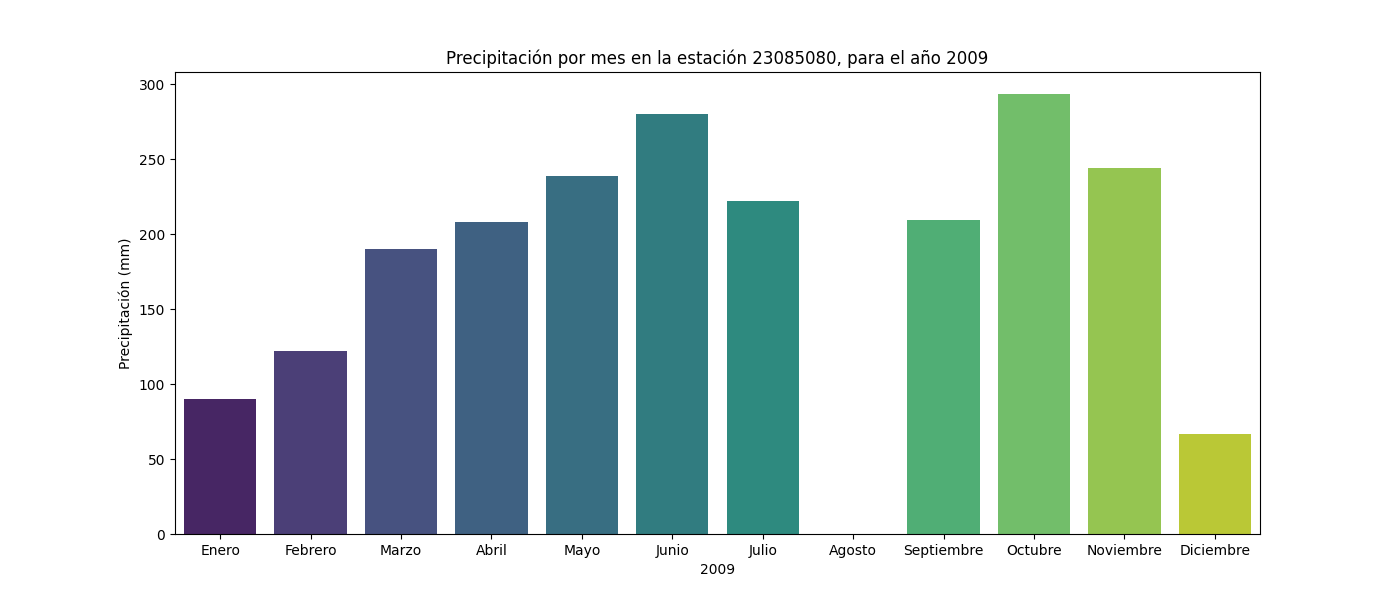 Precipitación por mes en la estación 23085080, para el año 2009
Precipitación (mm)
300
250
200
150
100
50
0
Enero Febrero Marzo Abril Mayo Junio Julio Agosto Septiembre Octubre Noviembre Diciembre
2009